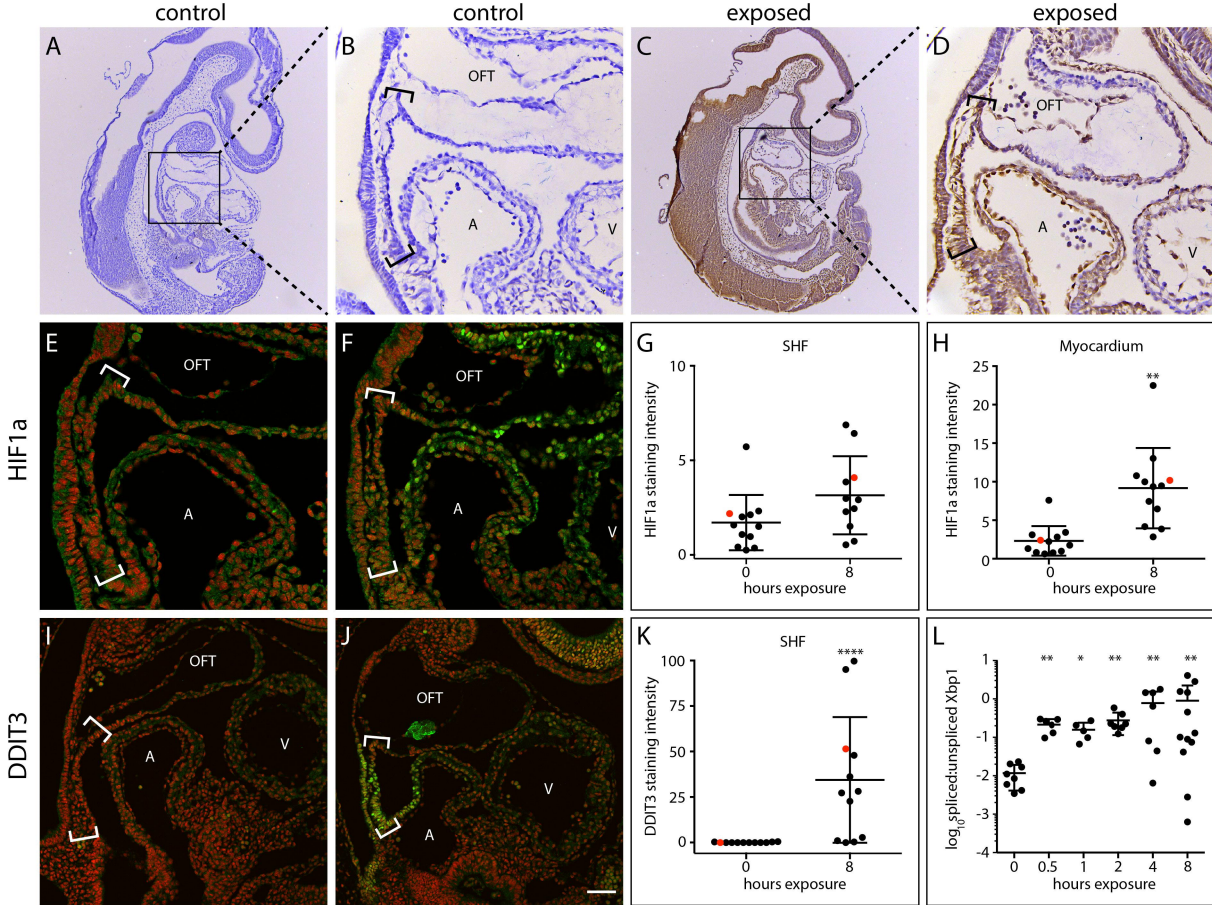 control
control
exposed
exposed
A
B
OFT
A
V
C
D
OFT
A
V
HIF1a
E
OFT
A
F
OFT
A
V
G
SHF
HIF1a staining intensity
10
5
0
0
8
hours exposure
H
Myocardium
**
HIF1a staining intensity
25
20
15
10
5
0
0
8
hours exposure
DDIT3
I
OFT
A
V
J
OFT
A
V
K
SHF
****
DDIT3 staining intensity
100
75
50
25
0
0
8
hours exposure
L
** * ** ** **
log10spliced:unspliced Xbp1
1
0
-1
-2
-3
-4
0 0.5 1 2 4 8
hours exposure